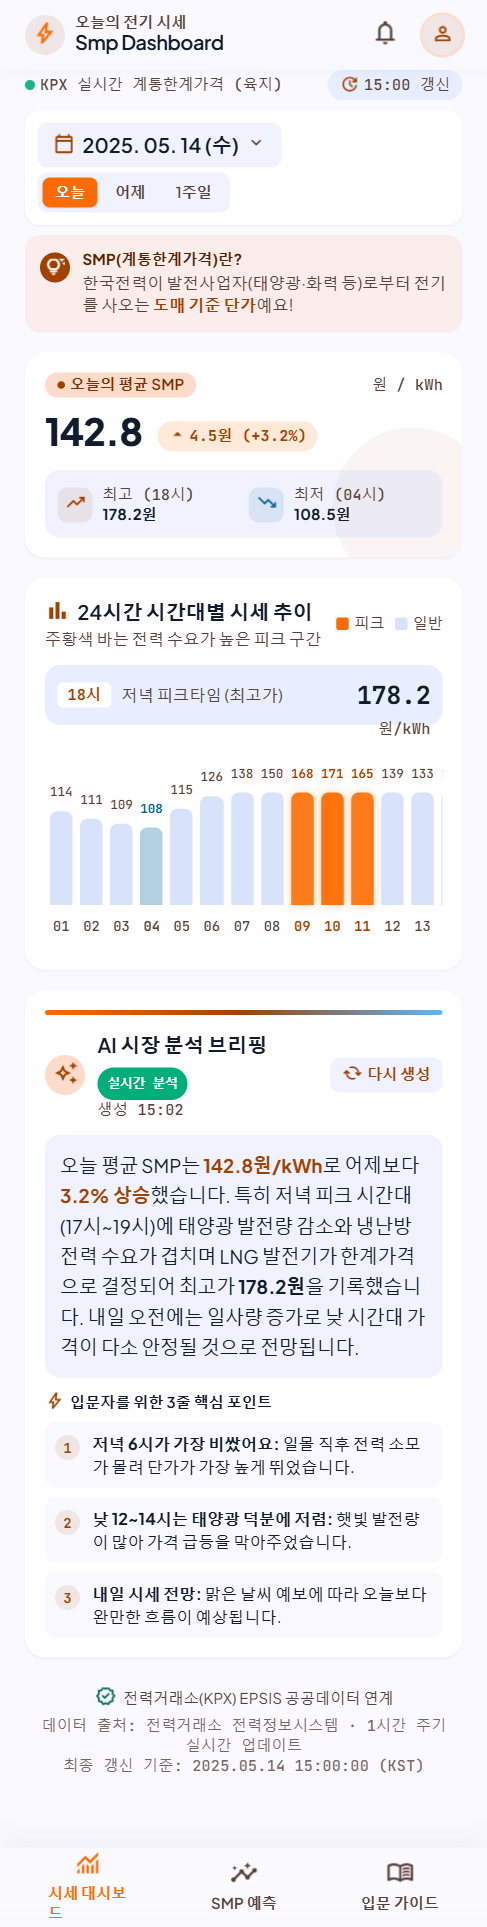 오늘의 전기 시세
Smp Dashboard
KPX 실시간 계통한계가격 (육지)
15:00 갱신
2025. 05. 14 (수)
오늘 어제 1주일
SMP(계통한계가격)란?
한국전력이 발전사업자(태양광·화력 등)로부터 전기
를 사오는 도매 기준 단가예요!
오늘의 평균 SMP
원 / kWh
142.8
4.5원 (+3.2%)
최고 (18시)
178.2원
최저 (04시)
108.5원
24시간 시간대별 시세 추이
주황색 바는 전력 수요가 높은 피크 구간
피크 일반
18시 저녁 피크타임 (최고가) 178.2
원/kWh
114 111 109 108 115 126 138 150 168 171 165 139 133
01 02 03 04 05 06 07 08 09 10 11 12 13
AI 시장 분석 브리핑
실시간 분석
생성 15:02
다시 생성
오늘 평균 SMP는 142.8원/kWh로 어제보다
3.2% 상승했습니다. 특히 저녁 피크 시간대
(17시~19시)에 태양광 발전량 감소와 냉난방
전력 수요가 겹치며 LNG 발전기가 한계가격
으로 결정되어 최고가 178.2원을 기록했습니
다. 내일 오전에는 일사량 증가로 낮 시간대 가
격이 다소 안정될 것으로 전망됩니다.
입문자를 위한 3줄 핵심 포인트
1 저녁 6시가 가장 비쌌어요: 일몰 직후 전력 소모
가 몰려 단가가 가장 높게 뛰었습니다.
2 낮 12~14시는 태양광 덕분에 저렴: 햇빛 발전량
이 많아 가격 급등을 막아주었습니다.
3 내일 시세 전망: 맑은 날씨 예보에 따라 오늘보다
완만한 흐름이 예상됩니다.
전력거래소(KPX) EPSIS 공공데이터 연계
데이터 출처: 전력거래소 전력정보시스템 · 1시간 주기
실시간 업데이트
최종 갱신 기준: 2025.05.14 15:00:00 (KST)
시세 대시보
드
SMP 예측
입문 가이드